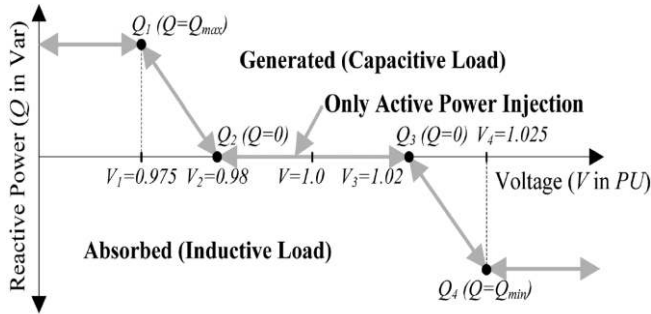 Q1 (Q=Qmax)
Generated (Capacitive Load)
Only Active Power Injection
Q2 (Q=0)
Q3 (Q=0)
V4=1.025
V1=0.975
V2=0.98
V=1.0
V3=1.02
Voltage (V in PU)
Absorbed (Inductive Load)
Q4 (Q=Qmin)
Reactive Power (Q in Var)